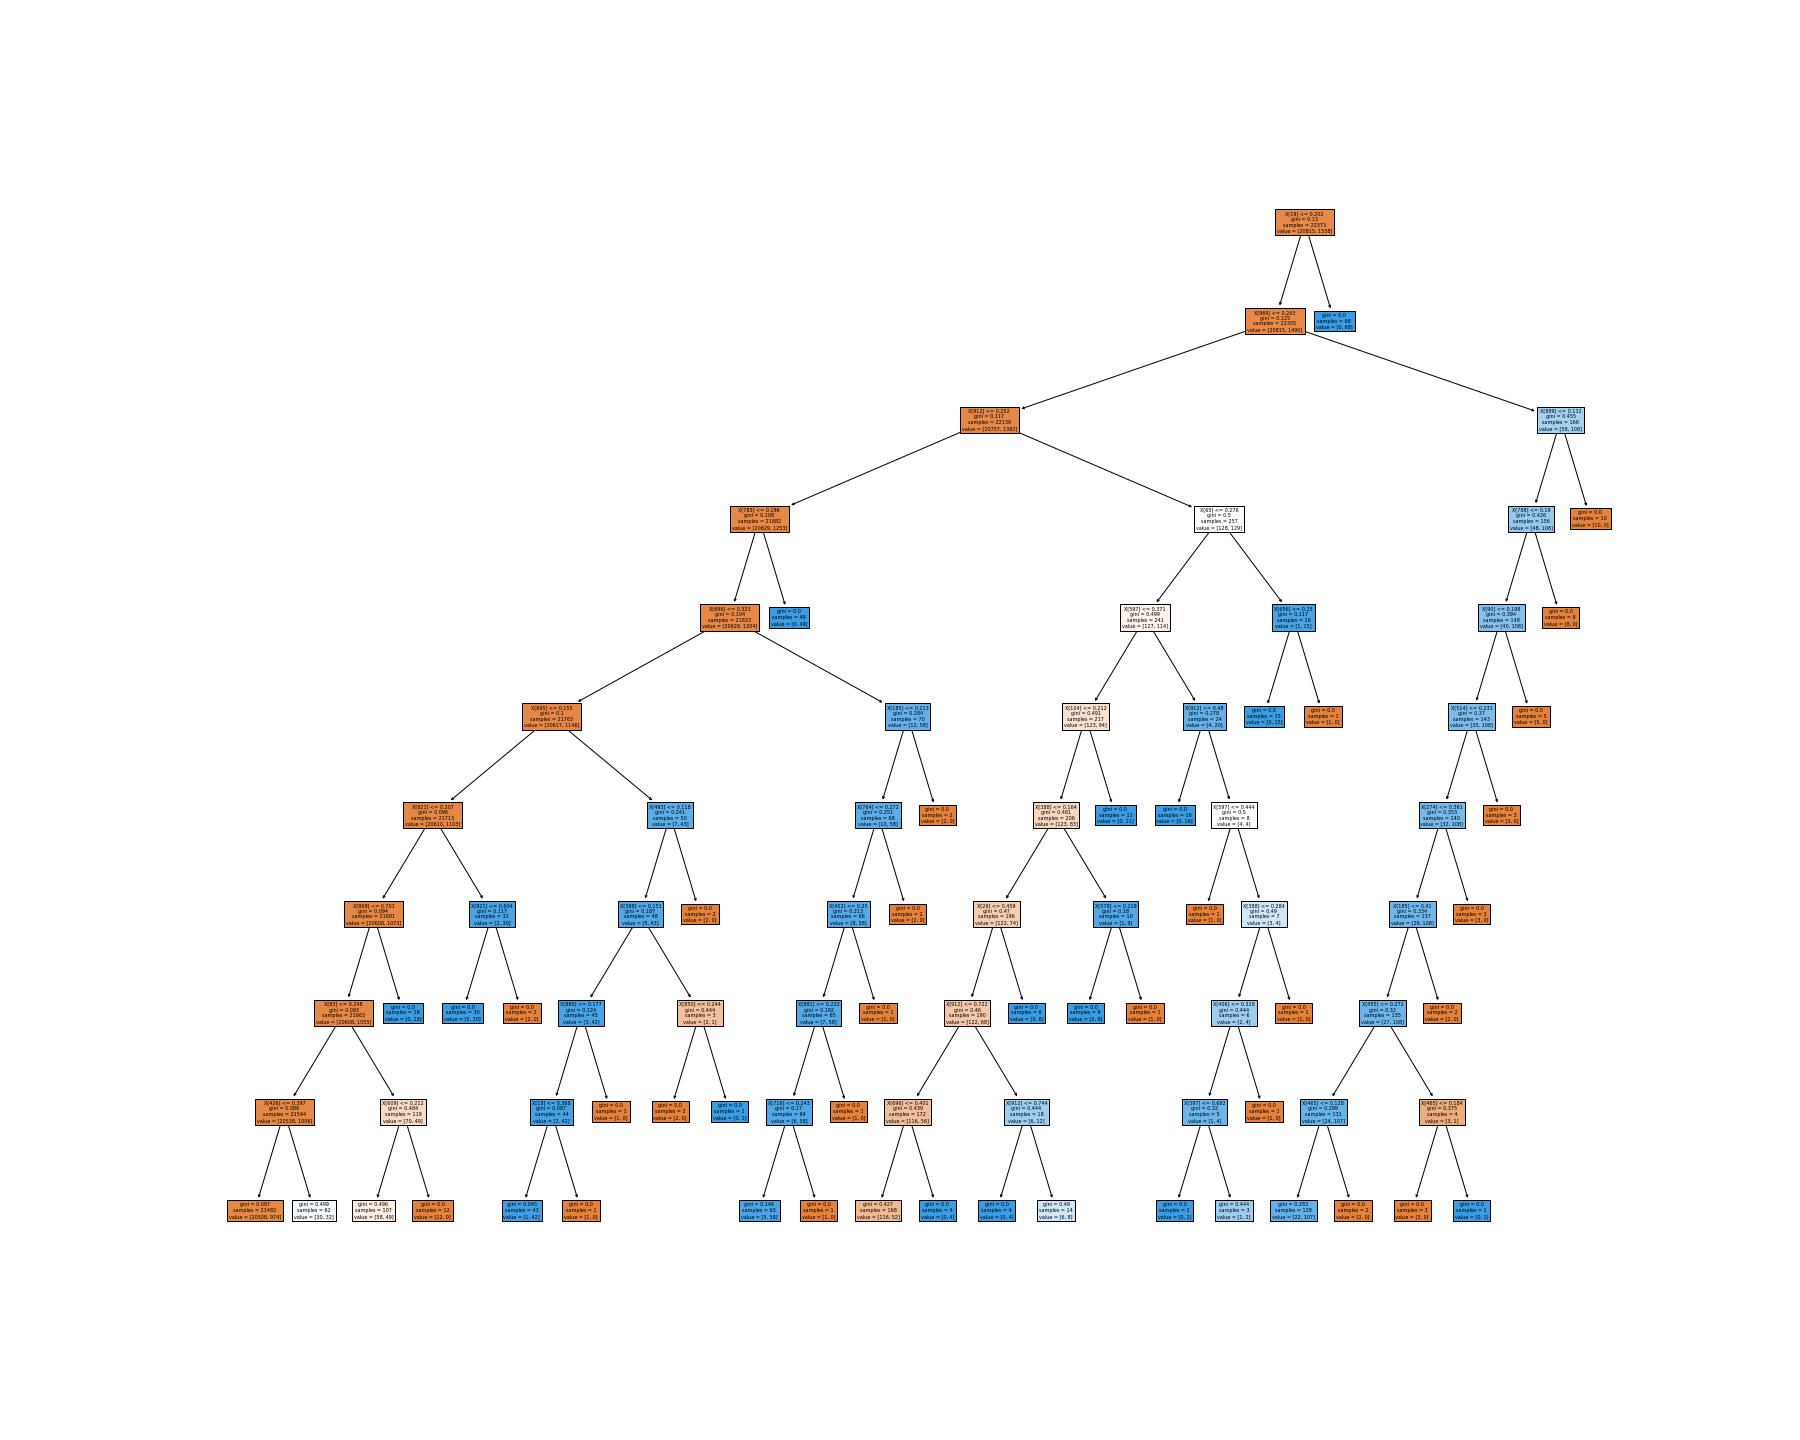 X[19] <= 0.202
gini = 0.13
samples = 22373
value = [20815, 1558]
X[969] <= 0.263
gini = 0.125
samples = 22305
value = [20815, 1490]
gini = 0.0
samples = 68
value = [0, 68]
X[912] <= 0.252
gini = 0.117
samples = 22139
value = [20757, 1382]
X[889] <= 0.132
gini = 0.455
samples = 166
value = [58, 108]
X[783] <= 0.196
gini = 0.108
samples = 21882
value = [20629, 1253]
X[65] <= 0.276
gini = 0.5
samples = 257
value = [128, 129]
X[788] <= 0.19
gini = 0.426
samples = 156
value = [48, 108]
gini = 0.0
samples = 10
value = [10, 0]
X[696] <= 0.323
gini = 0.104
samples = 21833
value = [20629, 1204]
gini = 0.0
samples = 49
value = [0, 49]
X[597] <= 0.371
gini = 0.499
samples = 241
value = [127, 114]
X[656] <= 0.25
gini = 0.117
samples = 16
value = [1, 15]
X[90] <= 0.198
gini = 0.394
samples = 148
value = [40, 108]
gini = 0.0
samples = 8
value = [8, 0]
X[695] <= 0.155
gini = 0.1
samples = 21763
value = [20617, 1146]
X[185] <= 0.213
gini = 0.284
samples = 70
value = [12, 58]
X[104] <= 0.212
gini = 0.491
samples = 217
value = [123, 94]
X[912] <= 0.48
gini = 0.278
samples = 24
value = [4, 20]
gini = 0.0
samples = 15
value = [0, 15]
gini = 0.0
samples = 1
value = [1, 0]
X[514] <= 0.231
gini = 0.37
samples = 143
value = [35, 108]
gini = 0.0
samples = 5
value = [5, 0]
X[821] <= 0.207
gini = 0.096
samples = 21713
value = [20610, 1103]
X[493] <= 0.118
gini = 0.241
samples = 50
value = [7, 43]
X[764] <= 0.272
gini = 0.251
samples = 68
value = [10, 58]
gini = 0.0
samples = 2
value = [2, 0]
X[388] <= 0.164
gini = 0.481
samples = 206
value = [123, 83]
gini = 0.0
samples = 11
value = [0, 11]
gini = 0.0
samples = 16
value = [0, 16]
X[597] <= 0.444
gini = 0.5
samples = 8
value = [4, 4]
X[274] <= 0.361
gini = 0.353
samples = 140
value = [32, 108]
gini = 0.0
samples = 3
value = [3, 0]
X[868] <= 0.701
gini = 0.094
samples = 21681
value = [20608, 1073]
X[821] <= 0.604
gini = 0.117
samples = 32
value = [2, 30]
X[388] <= 0.151
gini = 0.187
samples = 48
value = [5, 43]
gini = 0.0
samples = 2
value = [2, 0]
X[452] <= 0.25
gini = 0.213
samples = 66
value = [8, 58]
gini = 0.0
samples = 2
value = [2, 0]
X[26] <= 0.459
gini = 0.47
samples = 196
value = [122, 74]
X[578] <= 0.219
gini = 0.18
samples = 10
value = [1, 9]
gini = 0.0
samples = 1
value = [1, 0]
X[388] <= 0.284
gini = 0.49
samples = 7
value = [3, 4]
X[185] <= 0.41
gini = 0.334
samples = 137
value = [29, 108]
gini = 0.0
samples = 3
value = [3, 0]
X[83] <= 0.248
gini = 0.093
samples = 21663
value = [20608, 1055]
gini = 0.0
samples = 18
value = [0, 18]
gini = 0.0
samples = 30
value = [0, 30]
gini = 0.0
samples = 2
value = [2, 0]
X[880] <= 0.177
gini = 0.124
samples = 45
value = [3, 42]
X[850] <= 0.244
gini = 0.444
samples = 3
value = [2, 1]
X[881] <= 0.232
gini = 0.192
samples = 65
value = [7, 58]
gini = 0.0
samples = 1
value = [1, 0]
X[912] <= 0.722
gini = 0.46
samples = 190
value = [122, 68]
gini = 0.0
samples = 6
value = [0, 6]
gini = 0.0
samples = 9
value = [0, 9]
gini = 0.0
samples = 1
value = [1, 0]
X[406] <= 0.328
gini = 0.444
samples = 6
value = [2, 4]
gini = 0.0
samples = 1
value = [1, 0]
X[455] <= 0.272
gini = 0.32
samples = 135
value = [27, 108]
gini = 0.0
samples = 2
value = [2, 0]
X[426] <= 0.397
gini = 0.089
samples = 21544
value = [20538, 1006]
X[609] <= 0.212
gini = 0.484
samples = 119
value = [70, 49]
X[18] <= 0.368
gini = 0.087
samples = 44
value = [2, 42]
gini = 0.0
samples = 1
value = [1, 0]
gini = 0.0
samples = 2
value = [2, 0]
gini = 0.0
samples = 1
value = [0, 1]
X[716] <= 0.243
gini = 0.17
samples = 64
value = [6, 58]
gini = 0.0
samples = 1
value = [1, 0]
X[696] <= 0.401
gini = 0.439
samples = 172
value = [116, 56]
X[912] <= 0.744
gini = 0.444
samples = 18
value = [6, 12]
X[597] <= 0.682
gini = 0.32
samples = 5
value = [1, 4]
gini = 0.0
samples = 1
value = [1, 0]
X[465] <= 0.128
gini = 0.299
samples = 131
value = [24, 107]
X[465] <= 0.184
gini = 0.375
samples = 4
value = [3, 1]
gini = 0.087
samples = 21482
value = [20508, 974]
gini = 0.499
samples = 62
value = [30, 32]
gini = 0.496
samples = 107
value = [58, 49]
gini = 0.0
samples = 12
value = [12, 0]
gini = 0.045
samples = 43
value = [1, 42]
gini = 0.0
samples = 1
value = [1, 0]
gini = 0.146
samples = 63
value = [5, 58]
gini = 0.0
samples = 1
value = [1, 0]
gini = 0.427
samples = 168
value = [116, 52]
gini = 0.0
samples = 4
value = [0, 4]
gini = 0.0
samples = 4
value = [0, 4]
gini = 0.49
samples = 14
value = [6, 8]
gini = 0.0
samples = 2
value = [0, 2]
gini = 0.444
samples = 3
value = [1, 2]
gini = 0.283
samples = 129
value = [22, 107]
gini = 0.0
samples = 2
value = [2, 0]
gini = 0.0
samples = 3
value = [3, 0]
gini = 0.0
samples = 1
value = [0, 1]